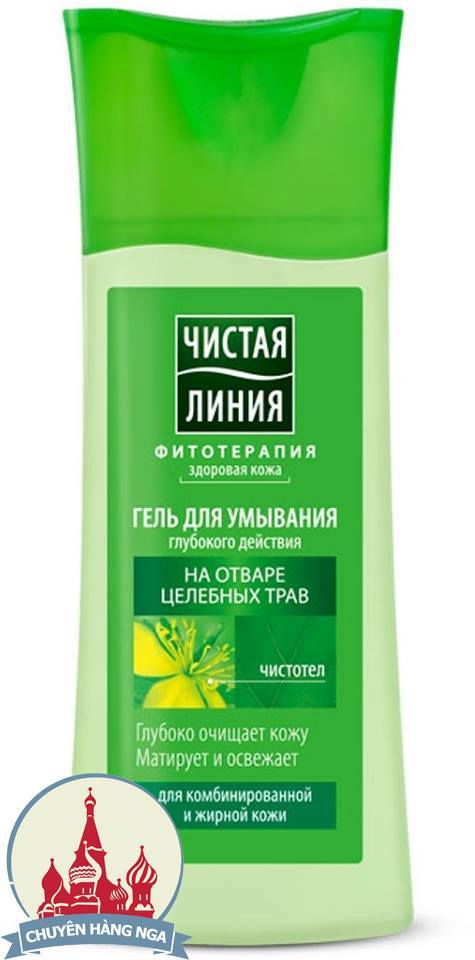 ЧИСТАЯ
ЛИНИЯ
ФИТОТЕРАПИЯ
здоровая кожа
ГЕЛЬ ДЛЯ УМЫВАНИЯ
глубокого действия
НА ОТВАРЕ
ЦЕЛЕБНЫХ ТРАВ
чистотел
Глубоко очищает кожу
Матирует и освежает
для комбинированной
и жирной кожи
CHUYÊN HÀNG NGA